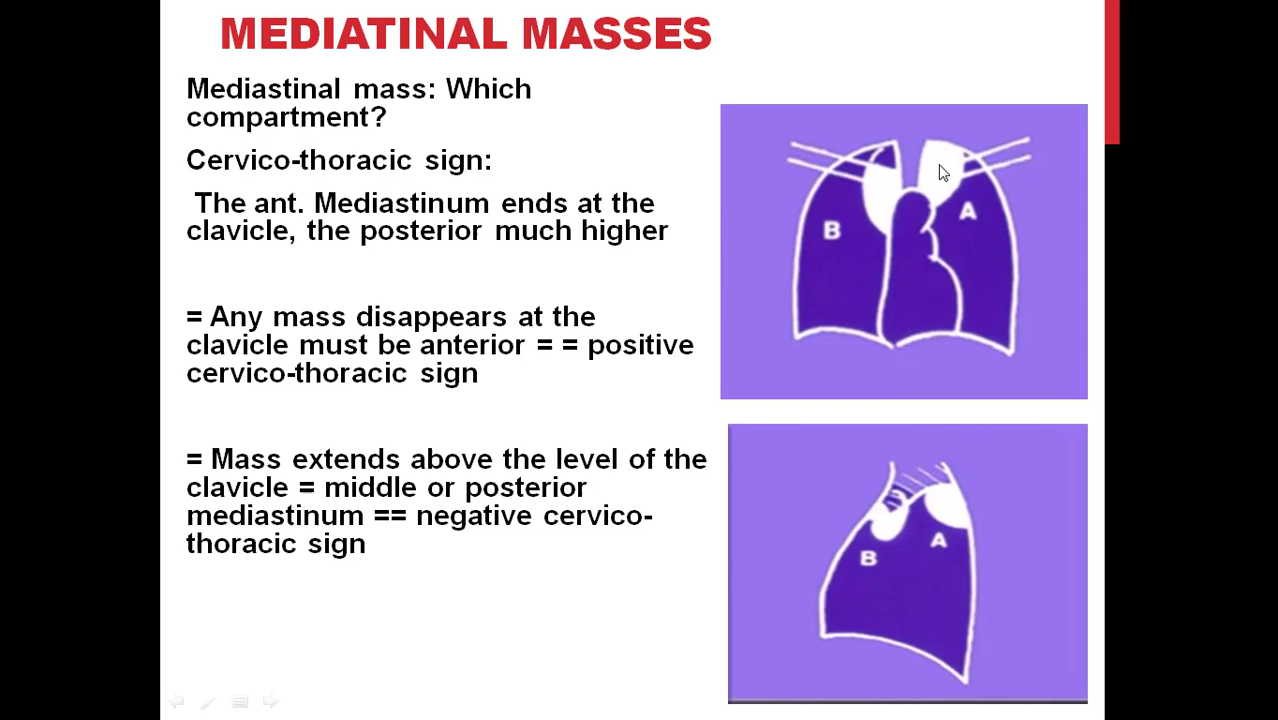 MEDIATINAL MASSES
Mediastinal mass: Which
compartment?
Cervico-thoracic sign:
The ant. Mediastinum ends at the
clavicle, the posterior much higher
= Any mass disappears at the
clavicle must be anterior = = positive
cervico-thoracic sign
= Mass extends above the level of the
clavicle = middle or posterior
mediastinum == negative cervico-
thoracic sign
B
A
B
A